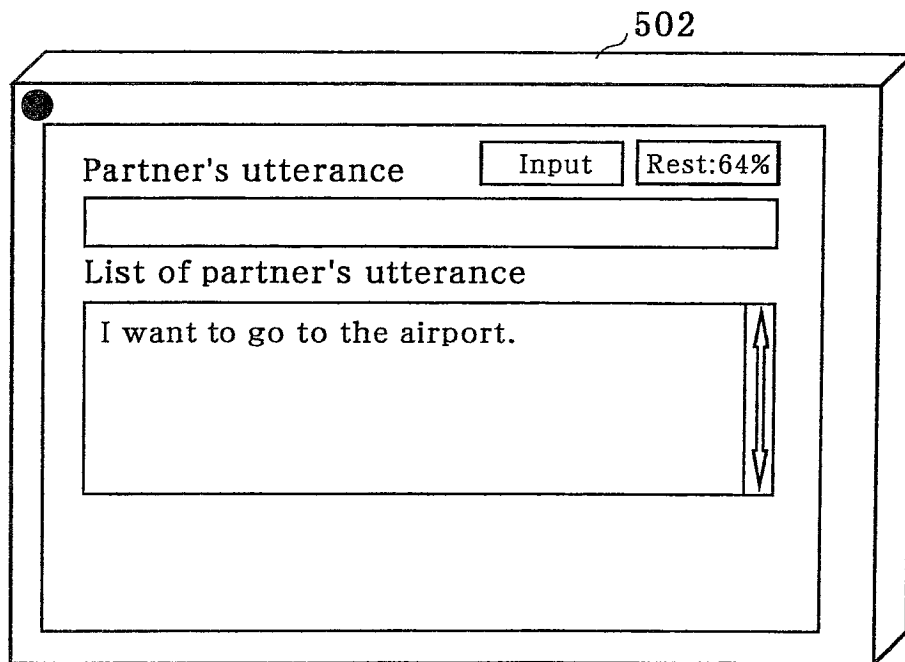 502
Partner's utterance
Input
Rest:64%
List of partner's utterance
I want to go to the airport.